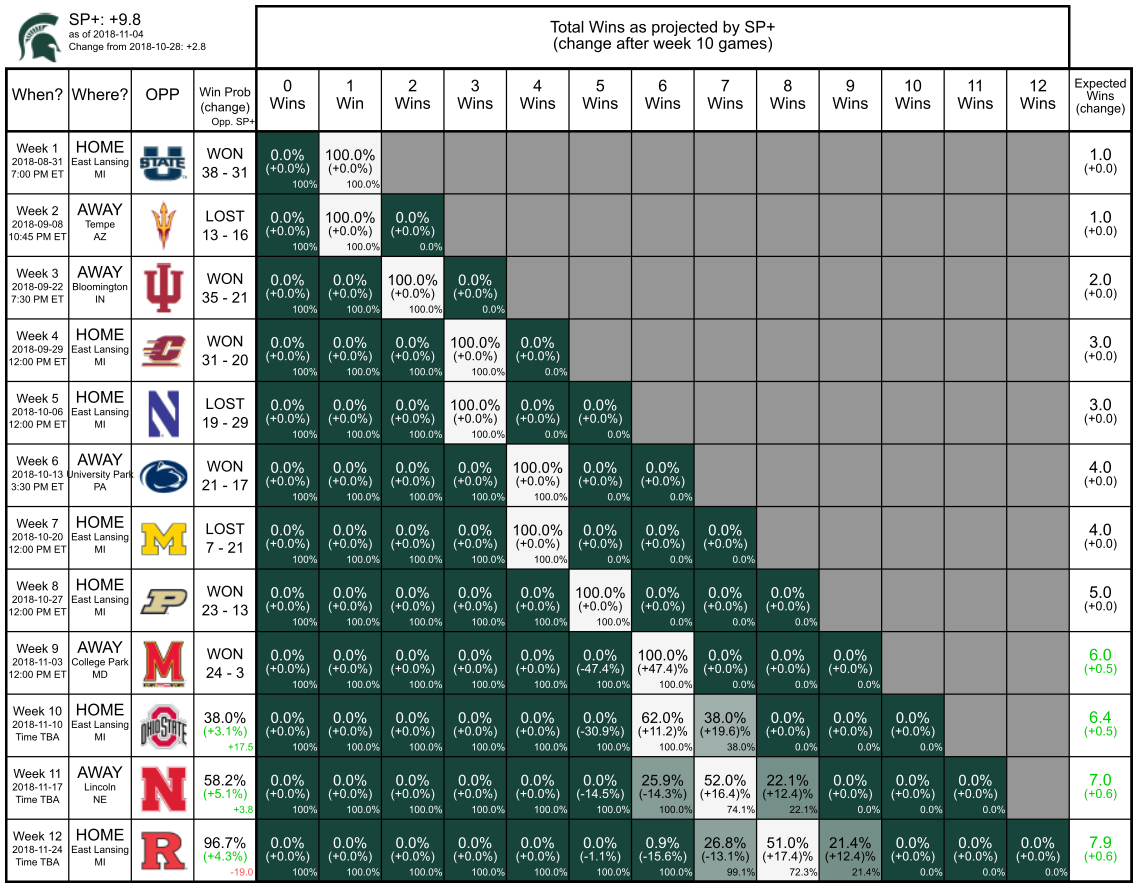 SP+: +9.8
as of 2018-11-04
Change from 2018-10-28: +2.8
Total Wins as projected by SP+
(change after week 10 games)
When? Where? OPP Win Prob (change) Opp. SP+ 0 Wins 1 Win 2 Wins 3 Wins 4 Wins 5 Wins 6 Wins 7 Wins 8 Wins 9 Wins 10 Wins 11 Wins 12 Wins Expected Wins (change)
Week 1 HOME STATE WON 0.0% 100.0% 1.0
2018-08-31 East Lansing U 38 - 31 (+0.0%) (+0.0%) (+0.0)
7:00 PM ET MI 100% 100.0%
Week 2 AWAY LOST 0.0% 100.0% 0.0% 1.0
2018-09-08 Tempe 13 - 16 (+0.0%) (+0.0%) (+0.0%) (+0.0)
10:45 PM ET AZ 100% 100.0% 0.0%
Week 3 AWAY WON 0.0% 0.0% 100.0% 0.0% 2.0
2018-09-22 Bloomington 35 - 21 (+0.0%) (+0.0%) (+0.0%) (+0.0%) (+0.0)
7:30 PM ET IN 100% 100.0% 100.0% 0.0%
Week 4 HOME C WON 0.0% 0.0% 0.0% 100.0% 0.0% 3.0
2018-09-29 East Lansing 31 - 20 (+0.0%) (+0.0%) (+0.0%) (+0.0%) (+0.0%) (+0.0)
12:00 PM ET MI 100% 100.0% 100.0% 100.0% 0.0%
Week 5 HOME N LOST 0.0% 0.0% 0.0% 100.0% 0.0% 0.0% 3.0
2018-10-06 East Lansing 19 - 29 (+0.0%) (+0.0%) (+0.0%) (+0.0%) (+0.0%) (+0.0%) (+0.0)
12:00 PM ET MI 100% 100.0% 100.0% 100.0% 0.0% 0.0%
Week 6 AWAY WON 0.0% 0.0% 0.0% 0.0% 100.0% 0.0% 0.0% 4.0
2018-10-13 University Park 21 - 17 (+0.0%) (+0.0%) (+0.0%) (+0.0%) (+0.0%) (+0.0%) (+0.0%) (+0.0)
3:30 PM ET PA 100% 100.0% 100.0% 100.0% 100.0% 0.0% 0.0%
Week 7 HOME M LOST 0.0% 0.0% 0.0% 0.0% 100.0% 0.0% 0.0% 0.0% 4.0
2018-10-20 East Lansing 7 - 21 (+0.0%) (+0.0%) (+0.0%) (+0.0%) (+0.0%) (+0.0%) (+0.0%) (+0.0%) (+0.0)
12:00 PM ET MI 100% 100.0% 100.0% 100.0% 100.0% 0.0% 0.0% 0.0%
Week 8 HOME P WON 0.0% 0.0% 0.0% 0.0% 0.0% 100.0% 0.0% 0.0% 0.0% 5.0
2018-10-27 East Lansing 23 - 13 (+0.0%) (+0.0%) (+0.0%) (+0.0%) (+0.0%) (+0.0%) (+0.0%) (+0.0%) (+0.0%) (+0.0)
12:00 PM ET MI 100% 100.0% 100.0% 100.0% 100.0% 100.0% 0.0% 0.0% 0.0%
Week 9 AWAY M WON 0.0% 0.0% 0.0% 0.0% 0.0% 0.0% 100.0% 0.0% 0.0% 0.0% 6.0
2018-11-03 College Park 24 - 3 (+0.0%) (+0.0%) (+0.0%) (+0.0%) (+0.0%) (-47.4%) (+47.4)% (+0.0%) (+0.0%) (+0.0%) (+0.5)
12:00 PM ET MD 100% 100.0% 100.0% 100.0% 100.0% 100.0% 100.0% 0.0% 0.0% 0.0%
Week 10 HOME OHIO STATE 38.0% 0.0% 0.0% 0.0% 0.0% 0.0% 0.0% 62.0% 38.0% 0.0% 0.0% 0.0% 6.4
2018-11-10 East Lansing (+3.1%) (+0.0%) (+0.0%) (+0.0%) (+0.0%) (+0.0%) (-30.9%) (+11.2)% (+19.6)% (+0.0%) (+0.0%) (+0.0%) (+0.5)
Time TBA MI +17.5 100% 100.0% 100.0% 100.0% 100.0% 100.0% 100.0% 38.0% 0.0% 0.0% 0.0%
Week 11 AWAY N 58.2% 0.0% 0.0% 0.0% 0.0% 0.0% 0.0% 25.9% 52.0% 22.1% 0.0% 0.0% 0.0% 7.0
2018-11-17 Lincoln (+5.1%) (+0.0%) (+0.0%) (+0.0%) (+0.0%) (+0.0%) (-14.5%) (-14.3%) (+16.4)% (+12.4)% (+0.0%) (+0.0%) (+0.0%) (+0.6)
Time TBA NE +3.8 100% 100.0% 100.0% 100.0% 100.0% 100.0% 100.0% 74.1% 22.1% 0.0% 0.0% 0.0%
Week 12 HOME R 96.7% 0.0% 0.0% 0.0% 0.0% 0.0% 0.0% 0.9% 26.8% 51.0% 21.4% 0.0% 0.0% 0.0% 7.9
2018-11-24 East Lansing (+4.3%) (+0.0%) (+0.0%) (+0.0%) (+0.0%) (+0.0%) (-1.1%) (-15.6%) (-13.1%) (+17.4)% (+12.4)% (+0.0%) (+0.0%) (+0.0%) (+0.6)
Time TBA MI -19.0 100% 100.0% 100.0% 100.0% 100.0% 100.0% 100.0% 99.1% 72.3% 21.4% 0.0% 0.0% 0.0%